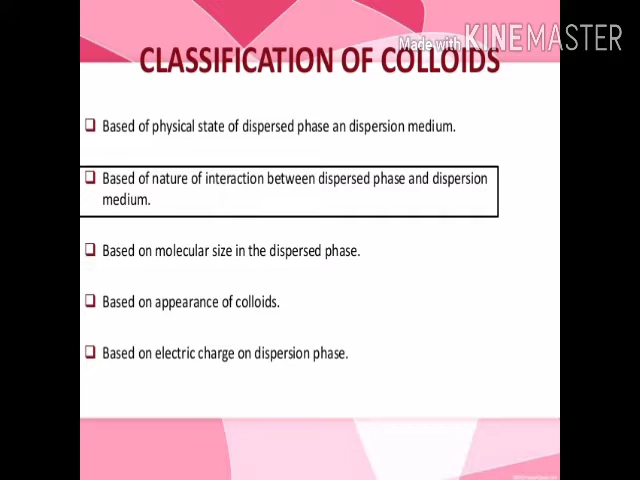 Made with KINEMASTER
CLASSIFICATION OF COLLOIDS
❑ Based of physical state of dispersed phase an dispersion medium.
❑ Based of nature of interaction between dispersed phase and dispersion
medium.
❑ Based on molecular size in the dispersed phase.
❑ Based on appearance of colloids.
❑ Based on electric charge on dispersion phase.